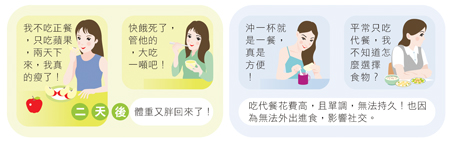 我不吃正餐
，只吃蘋果
，兩天下
來，我真
的瘦了！
快餓死了，
管他的
，大吃
一頓吧！
二天後
體重又胖回來了！
沖一杯就
是一餐，
真是
方便
！
平常只吃
代餐，我
不知道怎
麼選擇
食物？
吃代餐花費高，且單調，無法持久！也因
為無法外出進食，影響社交。